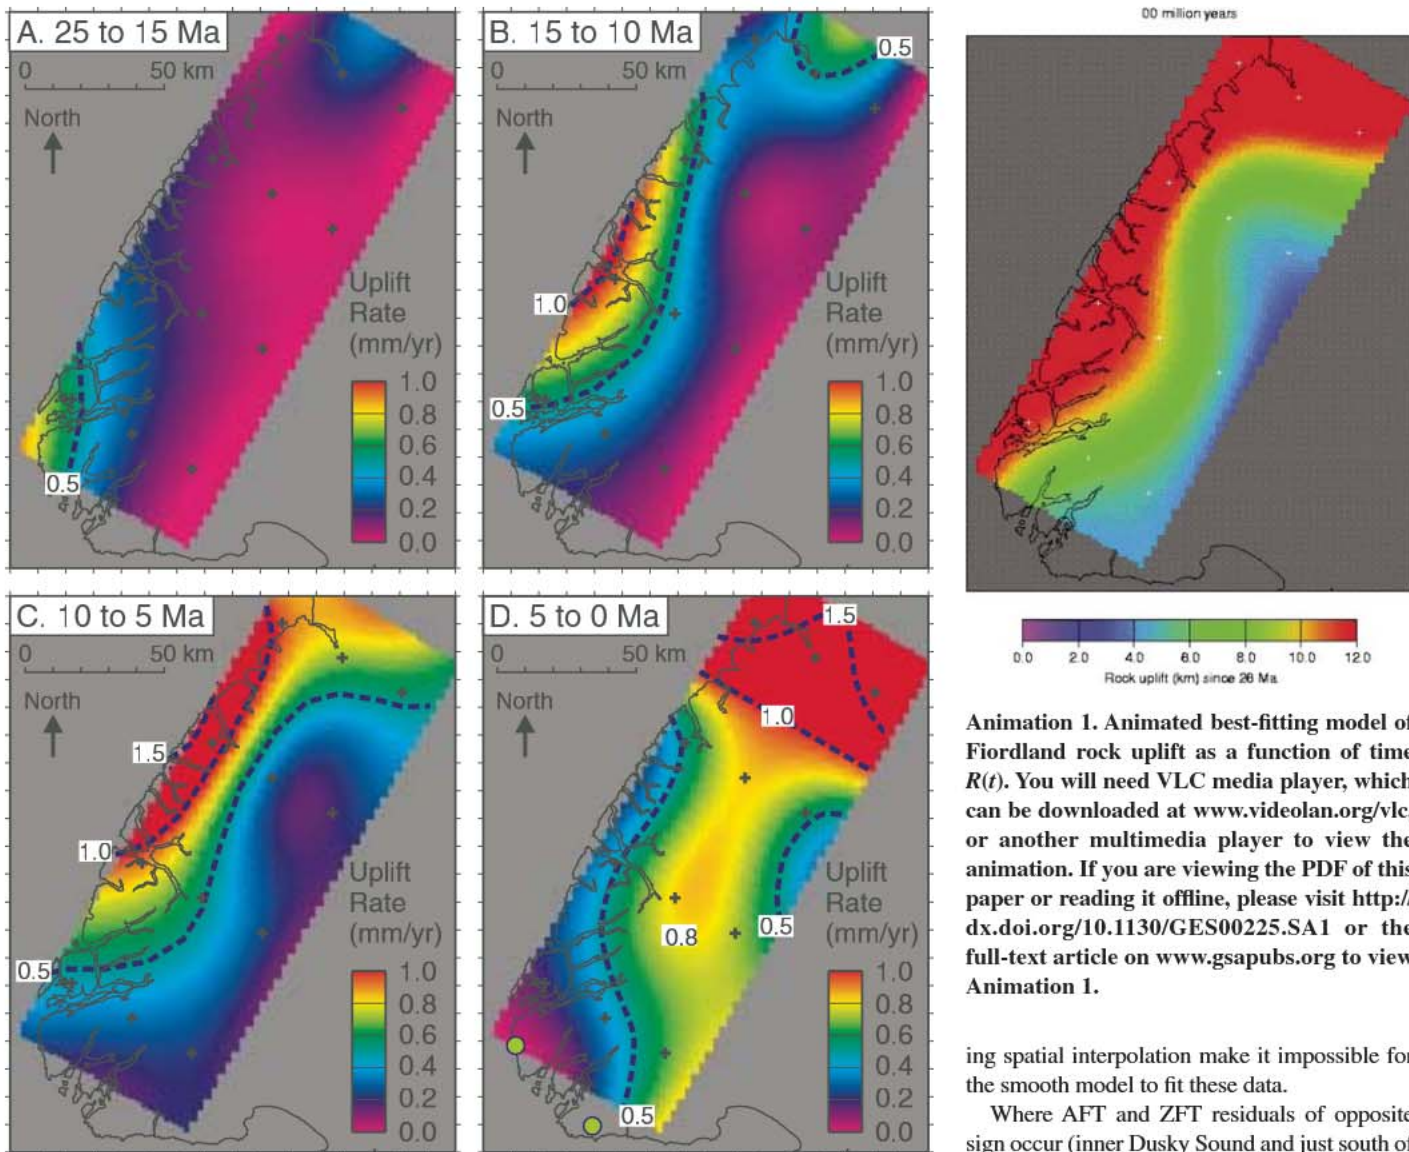 A. 25 to 15 Ma
0 50 km
North
Uplift
Rate
(mm/yr)
1.0
0.8
0.6
0.4
0.2
0.0
0.5
B. 15 to 10 Ma
0 50 km
North
0.5
1.0
0.5
Uplift
Rate
(mm/yr)
1.0
0.8
0.6
0.4
0.2
0.0
C. 10 to 5 Ma
0 50 km
North
1.5
1.0
0.5
Uplift
Rate
(mm/yr)
1.0
0.8
0.6
0.4
0.2
0.0
D. 5 to 0 Ma
0 50 km
North
1.5
1.0
0.8
0.5
0.5
Uplift
Rate
(mm/yr)
1.0
0.8
0.6
0.4
0.2
0.0
00 million years
0.0 2.0 4.0 6.0 8.0 10.0 12.0
Rock uplift (km) since 26 Ma
Animation 1. Animated best-fitting model of
Fiordland rock uplift as a function of time
R(t). You will need VLC media player, which
can be downloaded at www.videolan.org/vlc,
or another multimedia player to view the
animation. If you are viewing the PDF of this
paper or reading it offline, please visit http://
dx.doi.org/10.1130/GES00225.SA1 or the
full-text article on www.gsapubs.org to view
Animation 1.
ing spatial interpolation make it impossible for
the smooth model to fit these data.
Where AFT and ZFT residuals of opposite
sign occur (inner Dusky Sound and just south of